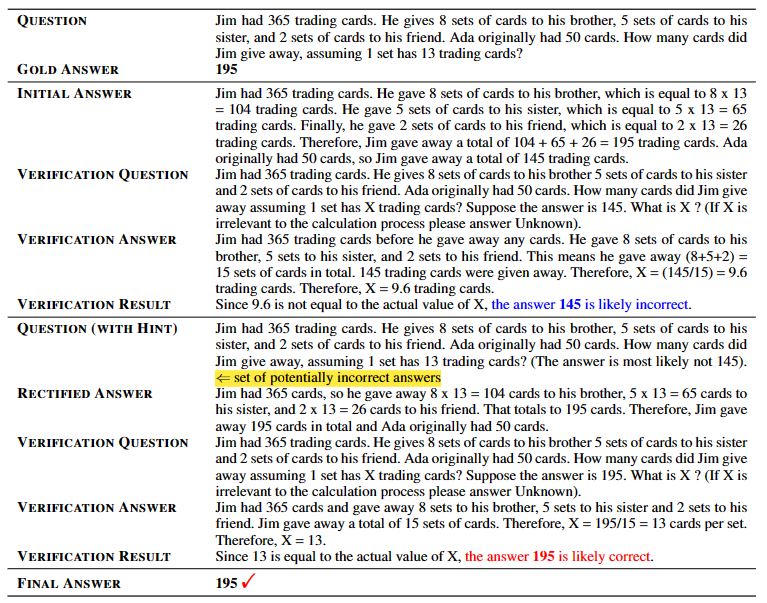 QUESTION Jim had 365 trading cards. He gives 8 sets of cards to his brother, 5 sets of cards to his
sister, and 2 sets of cards to his friend. Ada originally had 50 cards. How many cards did
Jim give away, assuming 1 set has 13 trading cards?
GOLD ANSWER 195
INITIAL ANSWER Jim had 365 trading cards. He gave 8 sets of cards to his brother, which is equal to 8 x 13
= 104 trading cards. He gave 5 sets of cards to his sister, which is equal to 5 x 13 = 65
trading cards. Finally, he gave 2 sets of cards to his friend, which is equal to 2 x 13 = 26
trading cards. Therefore, Jim gave away a total of 104 + 65 + 26 = 195 trading cards. Ada
originally had 50 cards, so Jim gave away a total of 145 trading cards.
VERIFICATION QUESTION Jim had 365 trading cards. He gives 8 sets of cards to his brother 5 sets of cards to his sister
and 2 sets of cards to his friend. Ada originally had 50 cards. How many cards did Jim give
away assuming 1 set has X trading cards? Suppose the answer is 145. What is X ? (If X is
irrelevant to the calculation process please answer Unknown).
VERIFICATION ANSWER Jim had 365 trading cards before he gave away any cards. He gave 8 sets of cards to his
brother, 5 sets to his sister, and 2 sets to his friend. This means he gave away (8+5+2) =
15 sets of cards in total. 145 trading cards were given away. Therefore, X = (145/15) = 9.6
trading cards. Therefore, X = 9.6 trading cards.
VERIFICATION RESULT Since 9.6 is not equal to the actual value of X, the answer 145 is likely incorrect.
QUESTION (WITH HINT) Jim had 365 trading cards. He gives 8 sets of cards to his brother, 5 sets of cards to his
sister, and 2 sets of cards to his friend. Ada originally had 50 cards. How many cards did
Jim give away, assuming 1 set has 13 trading cards? (The answer is most likely not 145).
⇐ set of potentially incorrect answers
RECTIFIED ANSWER Jim had 365 cards, so he gave away 8 x 13 = 104 cards to his brother, 5 x 13 = 65 cards to
his sister, and 2 x 13 = 26 cards to his friend. That totals to 195 cards. Therefore, Jim gave
away 195 cards in total and Ada originally had 50 cards.
VERIFICATION QUESTION Jim had 365 trading cards. He gives 8 sets of cards to his brother 5 sets of cards to his sister
and 2 sets of cards to his friend. Ada originally had 50 cards. How many cards did Jim give
away assuming 1 set has X trading cards? Suppose the answer is 195. What is X ? (If X is
irrelevant to the calculation process please answer Unknown).
VERIFICATION ANSWER Jim had 365 cards and gave away 8 sets to his brother, 5 sets to his sister and 2 sets to his
friend. Jim gave away a total of 15 sets of cards. Therefore, X = 195/15 = 13 cards per set.
Therefore, X = 13.
VERIFICATION RESULT Since 13 is equal to the actual value of X, the answer 195 is likely correct.
FINAL ANSWER 195 ✓